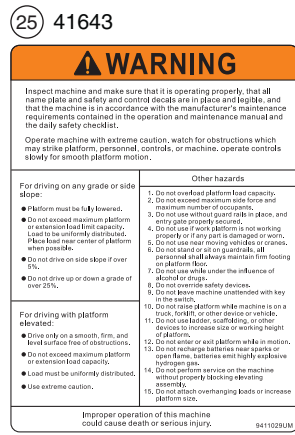 25 41643
WARNING
Inspect machine and make sure that it is operating properly, that all
name plate and safety and control decals are in place and legible, and
that the machine is in accordance with the manufacturer's maintenance
requirements contained in the operation and maintenance manual and
the daily safety checklist.
Operate machine with extreme caution. watch for obstructions which
may strike platform, personnel, controls, or machine. operate controls
slowly for smooth platform motion.
For driving on any grade or side
slope:
● Platform must be fully lowered.
● Do not exceed maximum platform
or extension load limit capacity.
Load to be uniformly distributed.
Place load near center of platform
when possible.
● Do not drive on side slope if over
5%.
● Do not drive up or down a grade of
over 25%.
For driving with platform
elevated:
● Drive only on a smooth, firm, and
level surface free of obstructions.
● Do not exceed maximum platform
or extension load capacity.
● Load must be uniformly distributed.
● Use extreme caution.
Other hazards
1. Do not overload platform load capacity.
2. Do not exceed maximum side force and
maximum number of occupants.
3. Do not use without guard rails in place, and
entry gate properly secured.
4. Do not use if work platform is not working
properly or if any part is damaged or worn.
5. Do not use near moving vehicles or cranes.
6. Do not stand or sit on guardrails, all
personnel shall always maintain firm footing
on platform floor.
7. Do not use while under the influence of
alcohol or drugs.
8. Do not override safety devices.
9. Do not leave machine unattended with key
in the switch.
10. Do not raise platform while machine is on a
truck, forklift, or other device or vehicle.
11. Do not use ladder, scaffolding, or other
devices to increase size or working height
of platform.
12. Do not enter or exit platform while in motion.
13. Do not recharge batteries near sparks or
open flame, batteries emit highly explosive
hydrogen gas.
14. Do not perform service on the machine
without properly blocking elevating
assembly.
15. Do not attach overhanging loads or increase
platform size.
Improper operation of this machine
could cause death or serious injury.
9411029UM